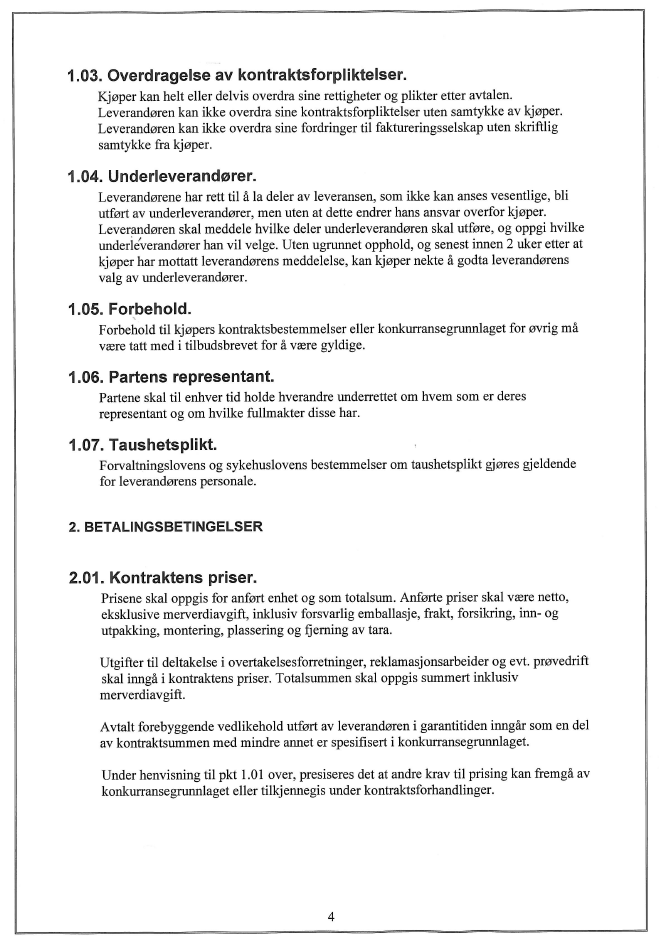 1.03. Overdragelse av kontraktsforpliktelser.
Kjøper kan helt eller delvis overdra sine rettigheter og plikter etter avtalen.
Leverandøren kan ikke overdra sine kontraktsforpliktelser uten samtykke av kjøper.
Leverandøren kan ikke overdra sine fordringer til faktureringsselskap uten skriftlig
samtykke fra kjøper.
1.04. Underleverandører.
Leverandørene har rett til å la deler av leveransen, som ikke kan anses vesentlige, bli
utført av underleverandører, men uten at dette endrer hans ansvar overfor kjøper.
Leverandøren skal meddele hvilke deler underleverandøren skal utføre, og oppgi hvilke
underleverandører han vil velge. Uten ugrunnet opphold, og senest innen 2 uker etter at
kjøper har mottatt leverandørens meddelelse, kan kjøper nekte å godta leverandørens
valg av underleverandører.
1.05. Forbehold.
Forbehold til kjøpers kontraktsbestemmelser eller konkurransegrunnlaget for øvrig må
være tatt med i tilbudsbrevet for å være gyldige.
1.06. Partens representant.
Partene skal til enhver tid holde hverandre underrettet om hvem som er deres
representant og om hvilke fullmakter disse har.
1.07. Taushetsplikt.
Forvaltningslovens og sykehuslovens bestemmelser om taushetsplikt gjøres gjeldende
for leverandørens personale.
2. BETALINGSBETINGELSER
2.01. Kontraktens priser.
Prisene skal oppgis for anført enhet og som totalsum. Anførte priser skal være netto,
eksklusive merverdiavgift, inklusiv forsvarlig emballasje, frakt, forsikring, inn- og
utpakking, montering, plassering og fjerning av tara.
Utgifter til deltakelse i overtakelsesforretninger, reklamasjonsarbeider og evt. prøvedrift
skal inngå i kontraktens priser. Totalsummen skal oppgis summert inklusiv
merverdiavgift.
Avtalt forebyggende vedlikehold utført av leverandøren i garantitiden inngår som en del
av kontraktsummen med mindre annet er spesifisert i konkurransegrunnlaget.
Under henvisning til pkt 1.01 over, presiseres det at andre krav til prising kan fremgå av
konkurransegrunnlaget eller tilkjennegis under kontraktsforhandlinger.
4